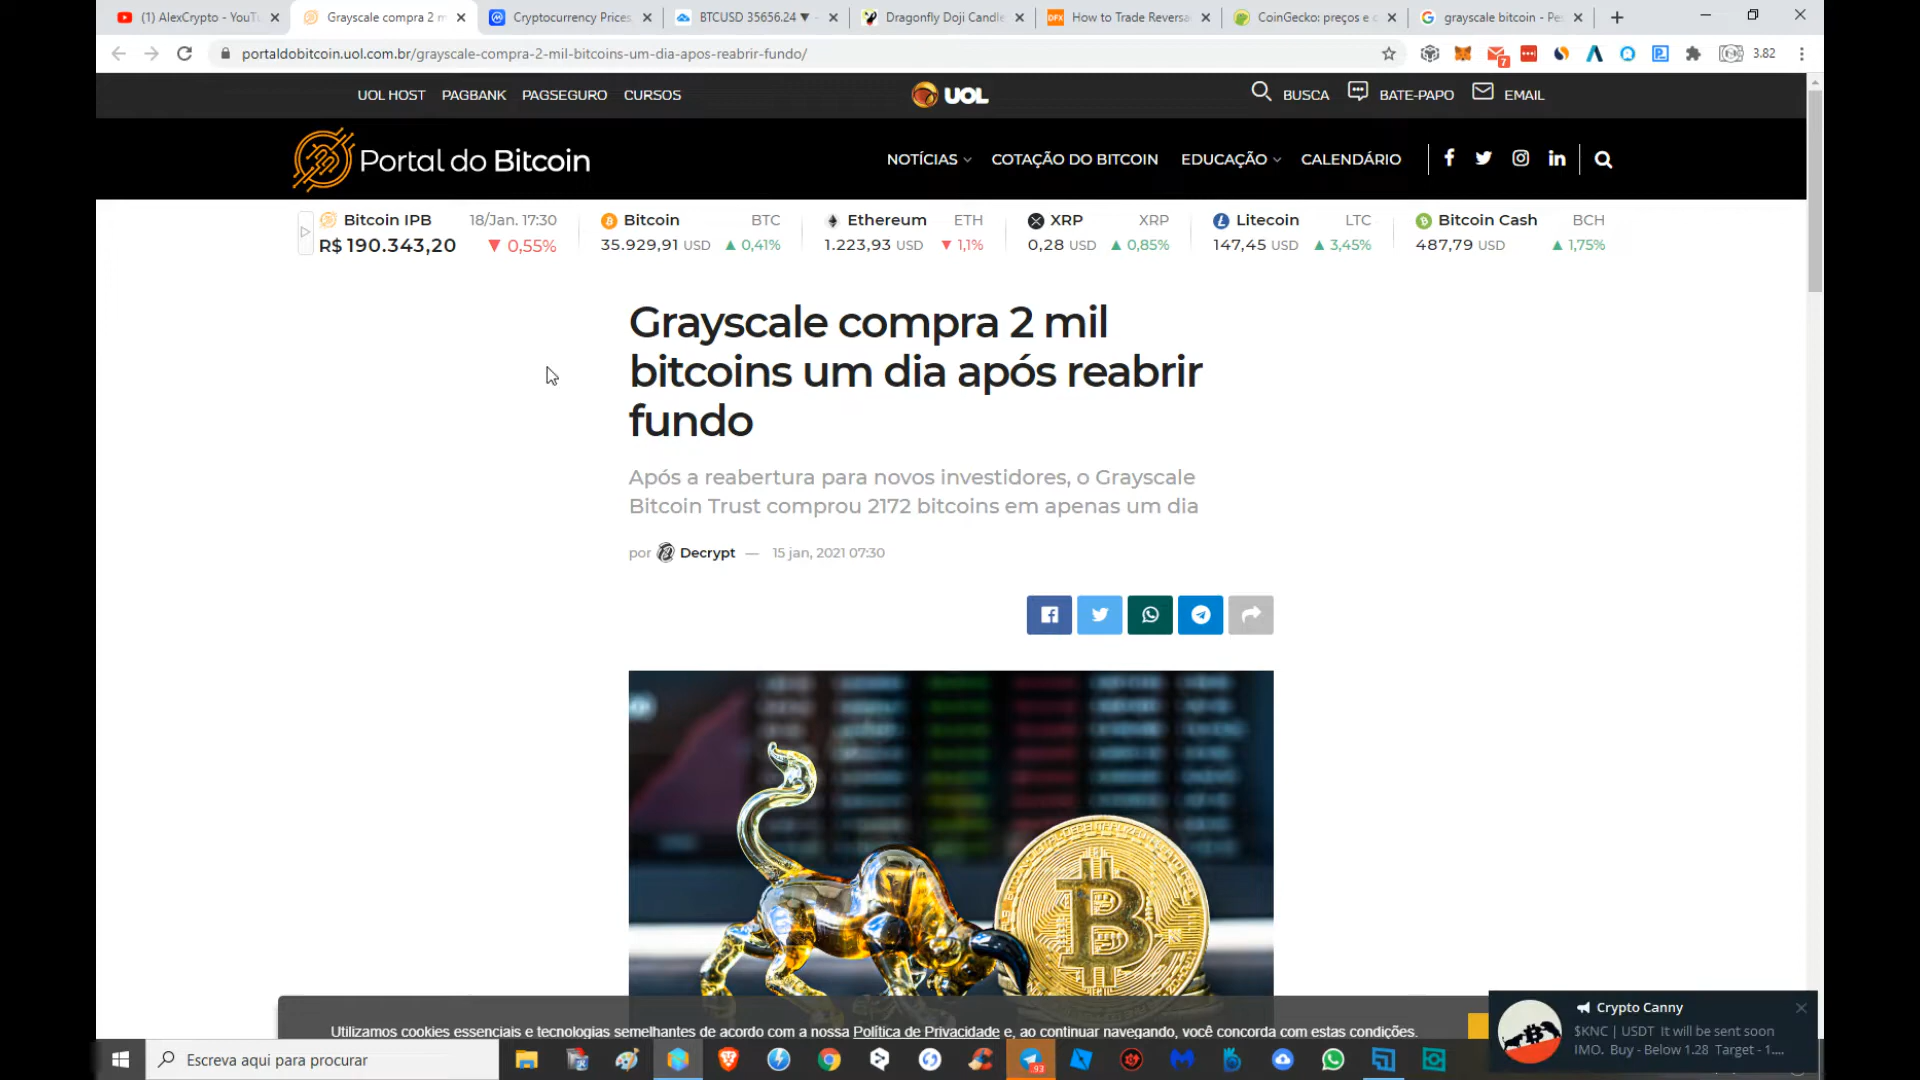 (1) AlexCrypto - YouTu
Grayscale compra 2 m
Cryptocurrency Prices,
BTCUSD 35656.24 ▼
Dragonfly Doji Candle
How to Trade Reversa
CoinGecko: preços e c
grayscale bitcoin - Pe
portaldobitcoin.uol.com.br/grayscale-compra-2-mil-bitcoins-um-dia-apos-reabrir-fundo/
7
3.82
UOL HOST PAGBANK PAGSEGURO CURSOS
UOL
BUSCA BATE-PAPO EMAIL
Portal do Bitcoin
NOTÍCIAS COTAÇÃO DO BITCOIN EDUCAÇÃO CALENDÁRIO
Bitcoin IPB 18/Jan. 17:30
R$ 190.343,20 ▼ 0,55%
Bitcoin BTC
35.929,91 USD ▲ 0,41%
Ethereum ETH
1.223,93 USD ▼ 1,1%
XRP XRP
0,28 USD ▲ 0,85%
Litecoin LTC
147,45 USD ▲ 3,45%
Bitcoin Cash BCH
487,79 USD ▲ 1,75%
Grayscale compra 2 mil
bitcoins um dia após reabrir
fundo
Após a reabertura para novos investidores, o Grayscale
Bitcoin Trust comprou 2172 bitcoins em apenas um dia
por Decrypt — 15 jan, 2021 07:30
Utilizamos cookies essenciais e tecnologias semelhantes de acordo com a nossa Política de Privacidade e, ao continuar navegando, você concorda com estas condições.
Crypto Canny
$KNC | USDT It will be sent soon
IMO. Buy - Below 1.28 Target - 1....
Escreva aqui para procurar
93